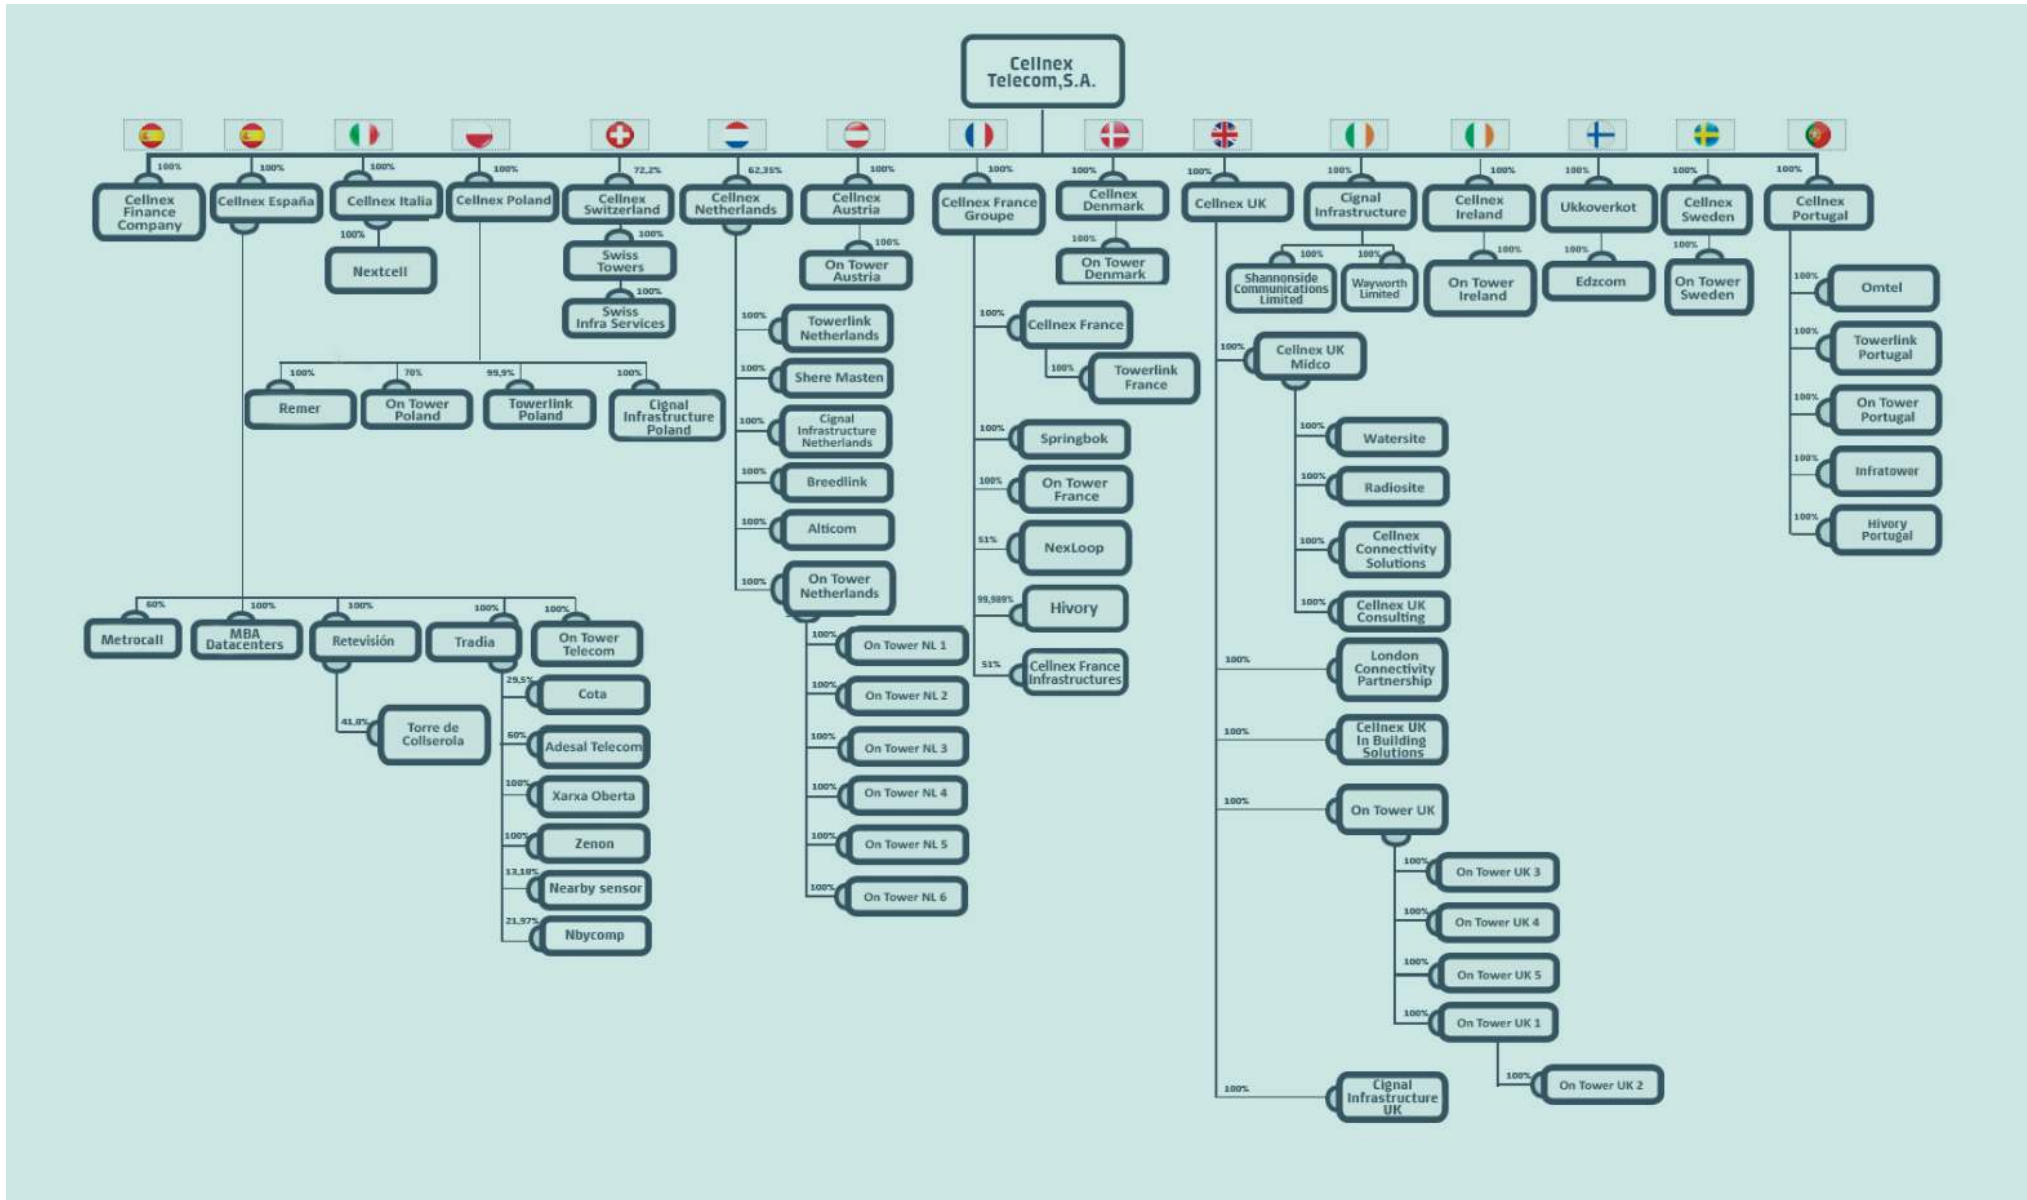 Cellnex
Telecom,S.A.
100%
100%
100%
100%
72,2%
62,35%
100%
100%
100%
100%
100%
100%
100%
100%
100%
Cellnex
Finance
Company
Cellnex España
Cellnex Italia
Cellnex Poland
Cellnex
Switzerland
Cellnex
Netherlands
Cellnex
Austria
Cellnex France
Groupe
Cellnex
Denmark
Cellnex UK
Cignal
Infrastructure
Cellnex
Ireland
Ukkoverkot
Cellnex
Sweden
Cellnex
Portugal
100%
Nextcell
100%
Swiss
Towers
100%
Swiss
Infra Services
100%
On Tower
Austria
100%
On Tower
Denmark
100%
Shannonside
Communications
Limited
100%
Wayworth
Limited
100%
On Tower
Ireland
100%
Edzcom
100%
On Tower
Sweden
100%
Remer
70%
On Tower
Poland
99,9%
Towerlink
Poland
100%
Cignal
Infrastructure
Poland
100%
Towerlink
Netherlands
100%
Shere Masten
100%
Cignal
Infrastructure
Netherlands
100%
Breedlink
100%
Alticom
100%
On Tower
Netherlands
100%
On Tower NL 1
100%
On Tower NL 2
100%
On Tower NL 3
100%
On Tower NL 4
100%
On Tower NL 5
100%
On Tower NL 6
100%
Cellnex France
100%
Towerlink
France
100%
Springbok
100%
On Tower
France
51%
NexLoop
99,989%
Hivory
51%
Cellnex France
Infrastructures
100%
Cellnex UK
Midco
100%
Watersite
100%
Radiosite
100%
Cellnex
Connectivity
Solutions
100%
Cellnex UK
Consulting
100%
London
Connectivity
Partnership
100%
Cellnex UK
In Building
Solutions
100%
On Tower UK
100%
On Tower UK 3
100%
On Tower UK 4
100%
On Tower UK 5
100%
On Tower UK 1
100%
On Tower UK 2
100%
Cignal
Infrastructure
UK
100%
Omtel
100%
Towerlink
Portugal
100%
On Tower
Portugal
100%
Infratower
100%
Hivory
Portugal
60%
Metrocall
100%
MBA
Datacenters
100%
Retevisión
100%
Tradia
100%
On Tower
Telecom
41,8%
Torre de
Collserola
29,5%
Cota
60%
Adesal Telecom
100%
Xarxa Oberta
100%
Zenon
13,18%
Nearby sensor
21,97%
Nbycomp